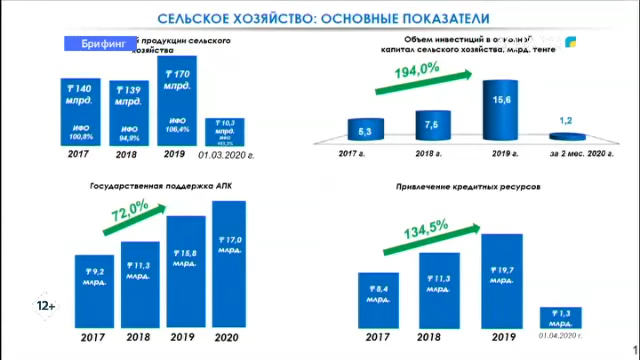 СЕЛЬСКОЕ ХОЗЯЙСТВО: ОСНОВНЫЕ ПОКАЗАТЕЛИ
Брифинг
продукции сельского
хозяйства
₸ 140
млрд.
ИФО
100,8%
₸ 139
млрд.
ИФО
94,9%
₸ 170
млрд.
ИФО
106,4%
₸ 10,3
млрд.
ИФО
2017
2018
2019
01.03.2020 г.
Объем инвестиций в основной
капитал сельского хозяйства, млрд. тенге
194,0%
5,3
7,5
15,6
1,2
2017 г.
2018 г.
2019 г.
за 2 мес. 2020 г.
Государственная поддержка АПК
72,0%
₸ 9,2
млрд.
₸ 11,3
млрд.
₸ 15,8
млрд.
₸ 17,0
млрд.
2017
2018
2019
2020
Привлечение кредитных ресурсов
134,5%
₸ 8,4
млрд.
₸ 11,3
млрд.
₸ 19,7
млрд.
₸ 1,3
млрд.
2017
2018
2019
01.04.2020 г.
12+
1